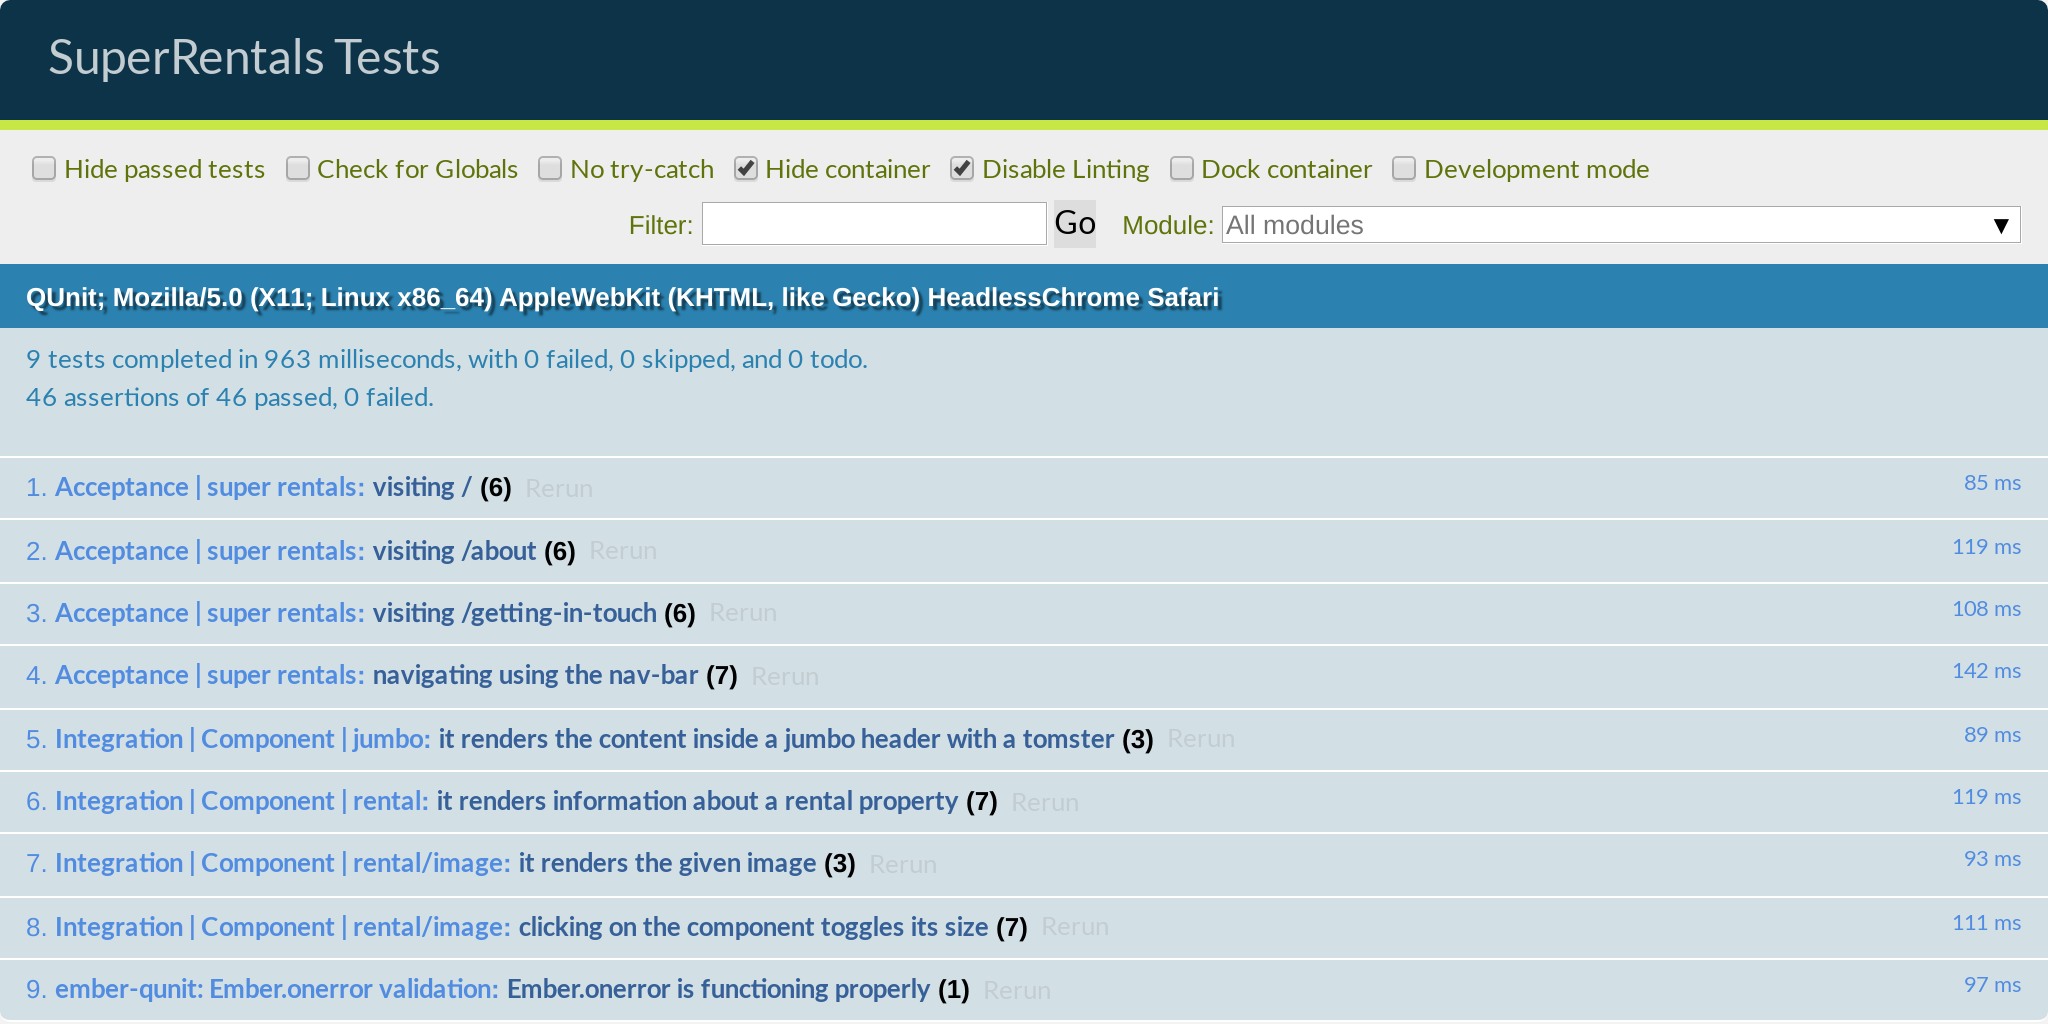 SuperRentals Tests
Hide passed tests Check for Globals No try-catch Hide container Disable Linting Dock container Development mode
Filter: Go Module: All modules ▼
QUnit; Mozilla/5.0 (X11; Linux x86_64) AppleWebKit (KHTML, like Gecko) HeadlessChrome Safari
9 tests completed in 963 milliseconds, with 0 failed, 0 skipped, and 0 todo.
46 assertions of 46 passed, 0 failed.
1. Acceptance | super rentals: visiting / (6) Rerun 85 ms
2. Acceptance | super rentals: visiting /about (6) Rerun 119 ms
3. Acceptance | super rentals: visiting /getting-in-touch (6) Rerun 108 ms
4. Acceptance | super rentals: navigating using the nav-bar (7) Rerun 142 ms
5. Integration | Component | jumbo: it renders the content inside a jumbo header with a tomster (3) Rerun 89 ms
6. Integration | Component | rental: it renders information about a rental property (7) Rerun 119 ms
7. Integration | Component | rental/image: it renders the given image (3) Rerun 93 ms
8. Integration | Component | rental/image: clicking on the component toggles its size (7) Rerun 111 ms
9. ember-qunit: Ember.onerror validation: Ember.onerror is functioning properly (1) Rerun 97 ms